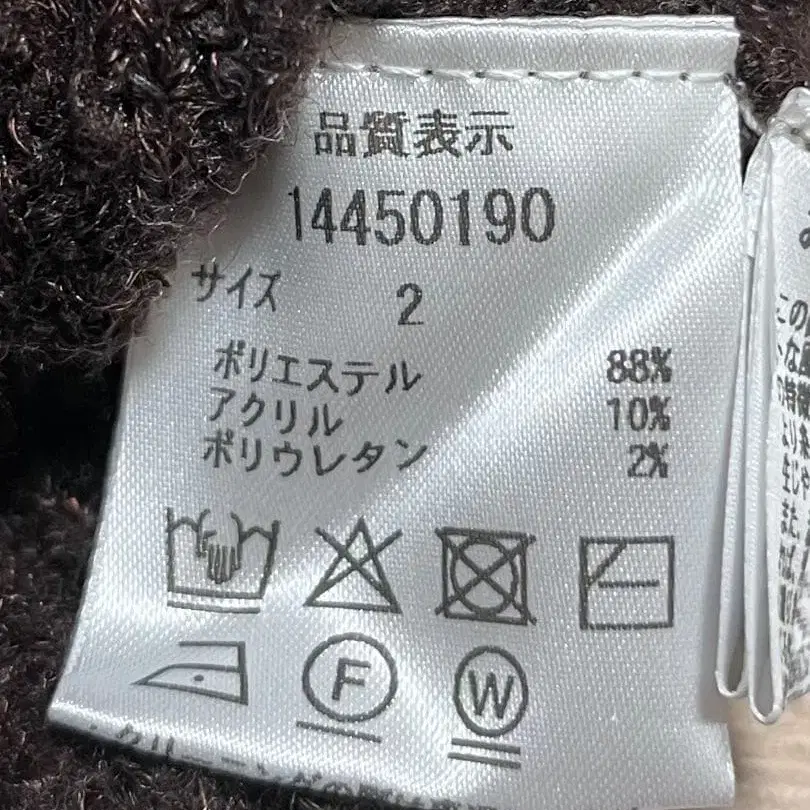 品質表示
14450190
サイズ 2
ポリエステル 88%
アクリル 10%
ポリウレタン 2%
F
W